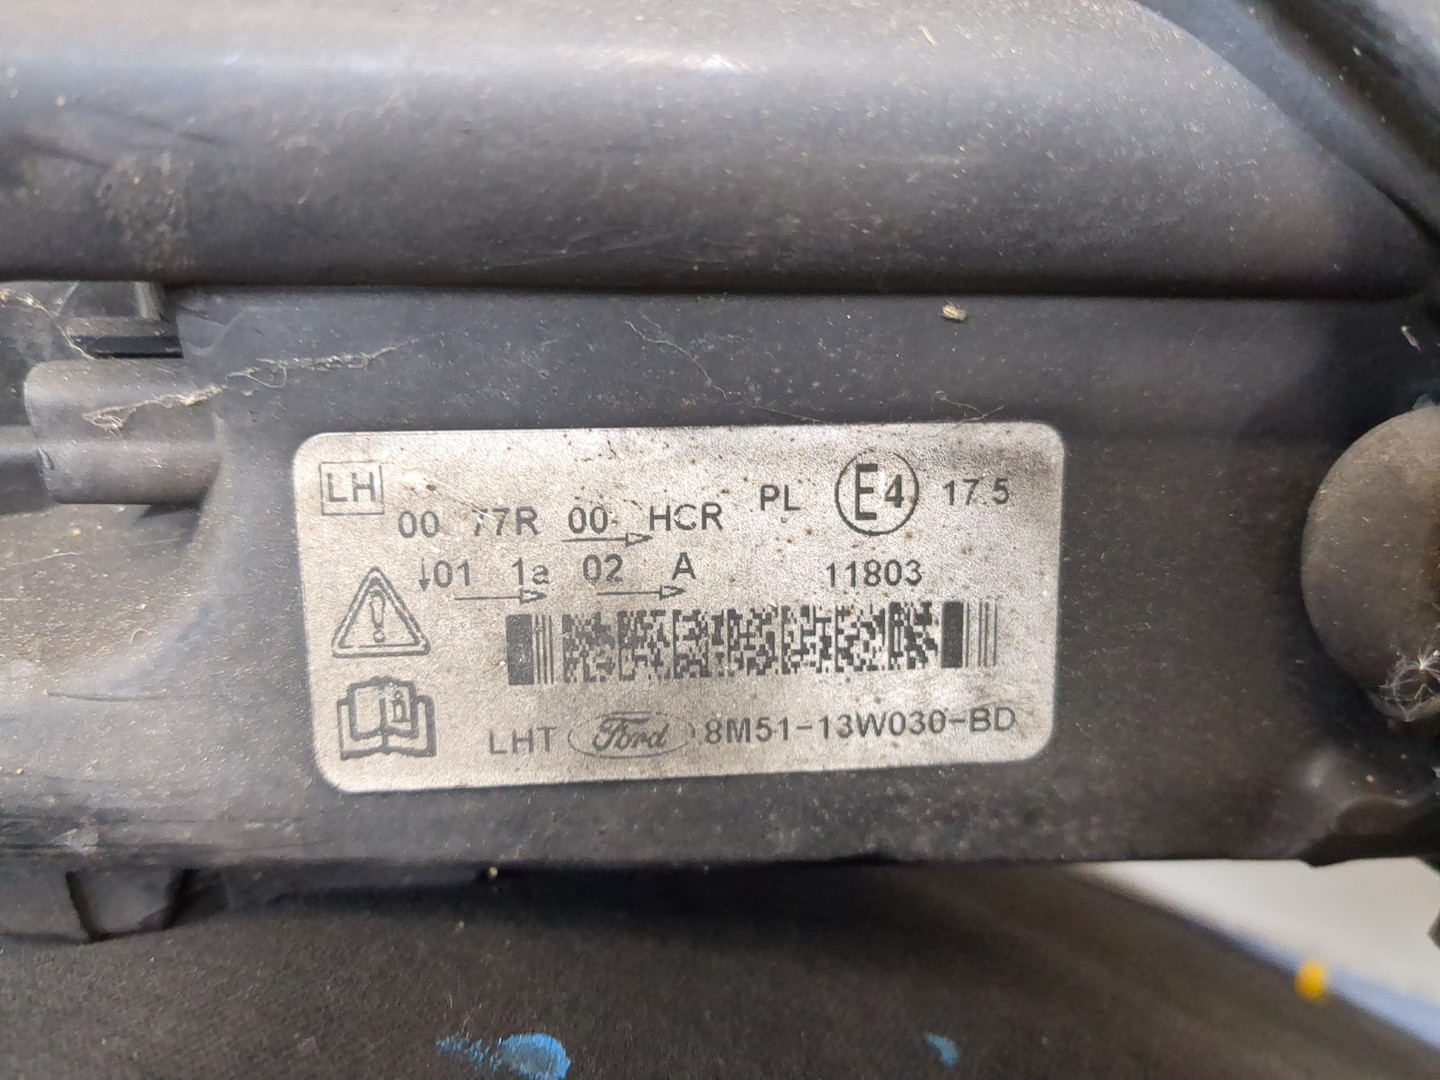 LH 00 77R 00 HCR PL E4 17.5
↓01 1a 02 A 11803
LHT Ford 8M51-13W030-BD